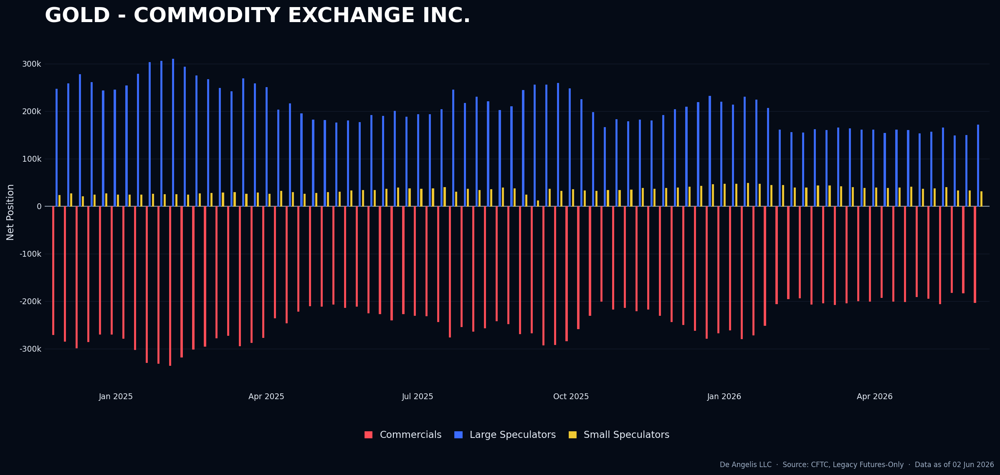 GOLD - COMMODITY EXCHANGE INC.
300k
200k
100k
0
-100k
-200k
-300k
Net Position
Jan 2025 Apr 2025 Jul 2025 Oct 2025 Jan 2026 Apr 2026
Commercials Large Speculators Small Speculators
De Angelis LLC · Source: CFTC, Legacy Futures-Only · Data as of 02 Jun 2026